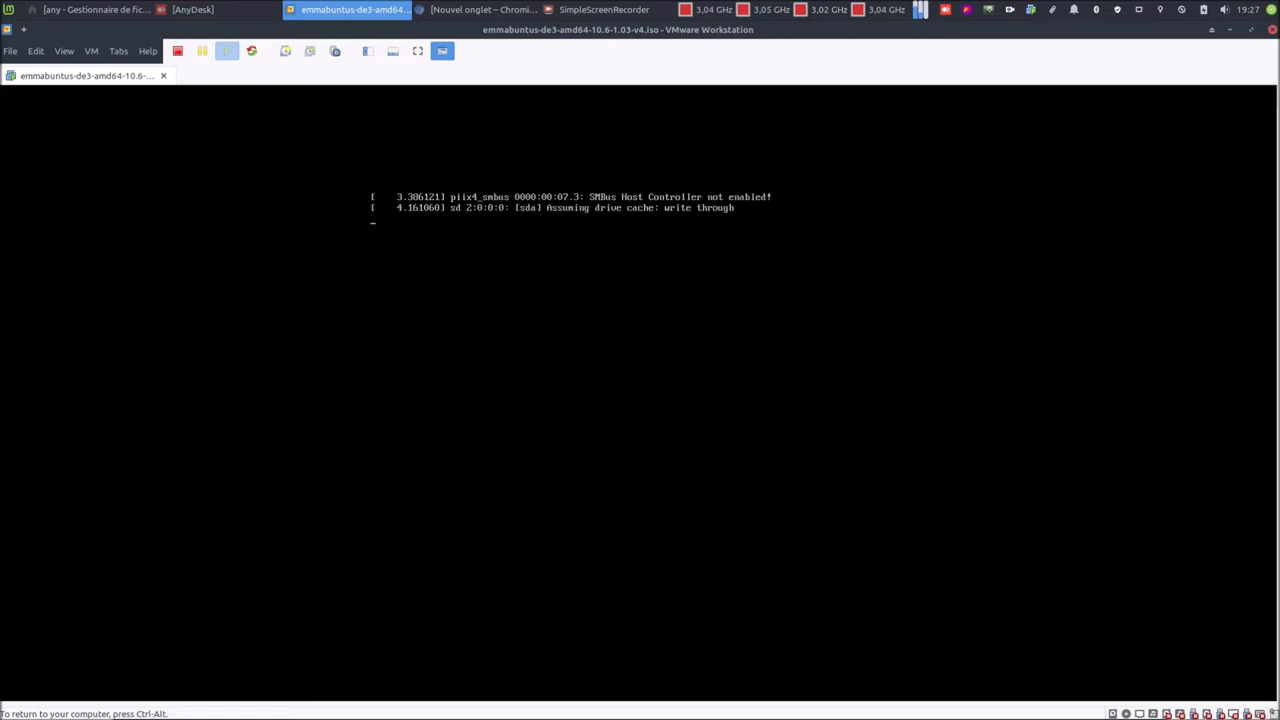 [any - Gestionnaire de fic... [AnyDesk] emmabuntus-de3-amd64... [Nouvel onglet – Chromi... SimpleScreenRecorder 3,04 GHz 3,05 GHz 3,02 GHz 3,04 GHz 19:27
emmabuntus-de3-amd64-10.6-1.03-v4.iso - VMware Workstation
File Edit View VM Tabs Help
emmabuntus-de3-amd64-10.6-...
[ 3.386121] piix4_smbus 0000:00:07.3: SMBus Host Controller not enabled!
[ 4.161060] sd 2:0:0:0: [sda] Assuming drive cache: write through
To return to your computer, press Ctrl-Alt.